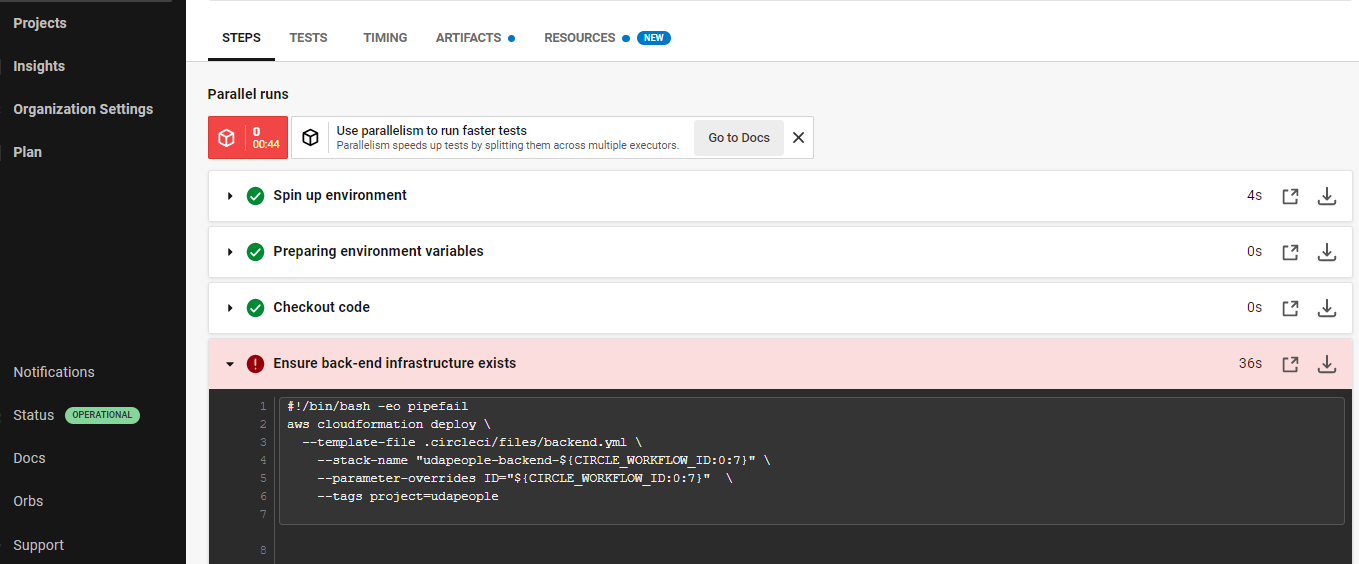 Projects
Insights
Organization Settings
Plan
Notifications
Status OPERATIONAL
Docs
Orbs
Support
STEPS TESTS TIMING ARTIFACTS RESOURCES NEW
Parallel runs
0
00:44
Use parallelism to run faster tests
Parallelism speeds up tests by splitting them across multiple executors.
Go to Docs
Spin up environment 4s
Preparing environment variables 0s
Checkout code 0s
Ensure back-end infrastructure exists 36s
1 #!/bin/bash -eo pipefail
2 aws cloudformation deploy \
3 --template-file .circleci/files/backend.yml \
4 --stack-name "udapeople-backend-${CIRCLE_WORKFLOW_ID:0:7}" \
5 --parameter-overrides ID="${CIRCLE_WORKFLOW_ID:0:7}" \
6 --tags project=udapeople
7
8